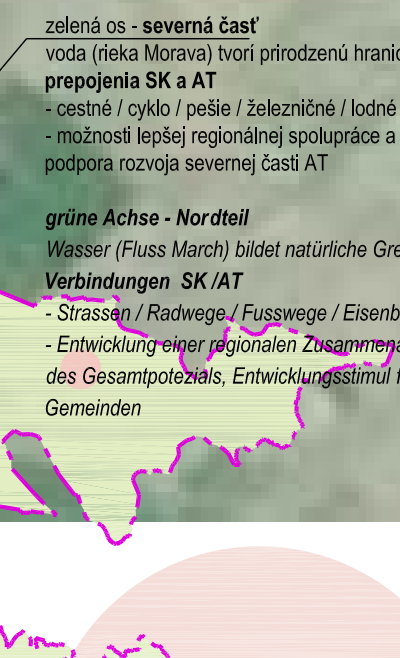 zelená os - severná časť
voda (rieka Morava) tvorí prirodzenú hranic
prepojenia SK a AT
- cestné / cyklo / pešie / železničné / lodné
- možnosti lepšej regionálnej spolupráce a
podpora rozvoja severnej časti AT
grüne Achse - Nordteil
Wasser (Fluss March) bildet natürliche Gre
Verbindungen SK /AT
- Strassen / Radwege / Fusswege / Eisenb
- Entwicklung einer regionalen Zusammena
des Gesamtpotezials, Entwicklungsstimul f
Gemeinden